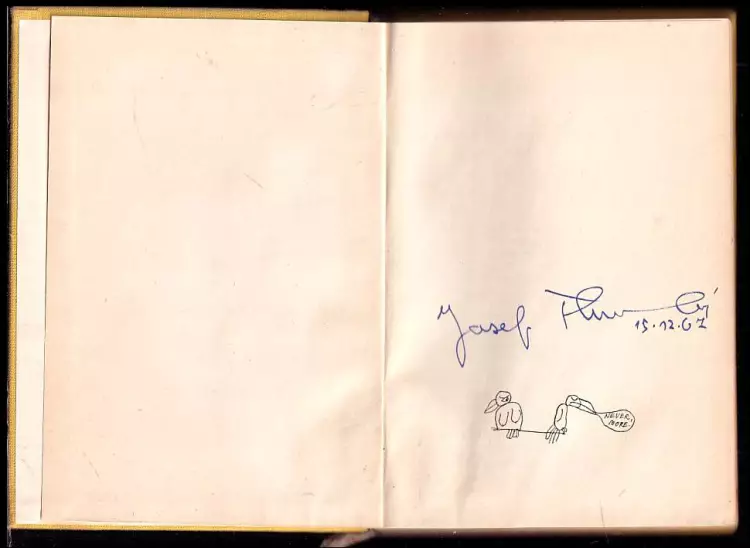 Josef
15.12.67
NEVER,
MORE.